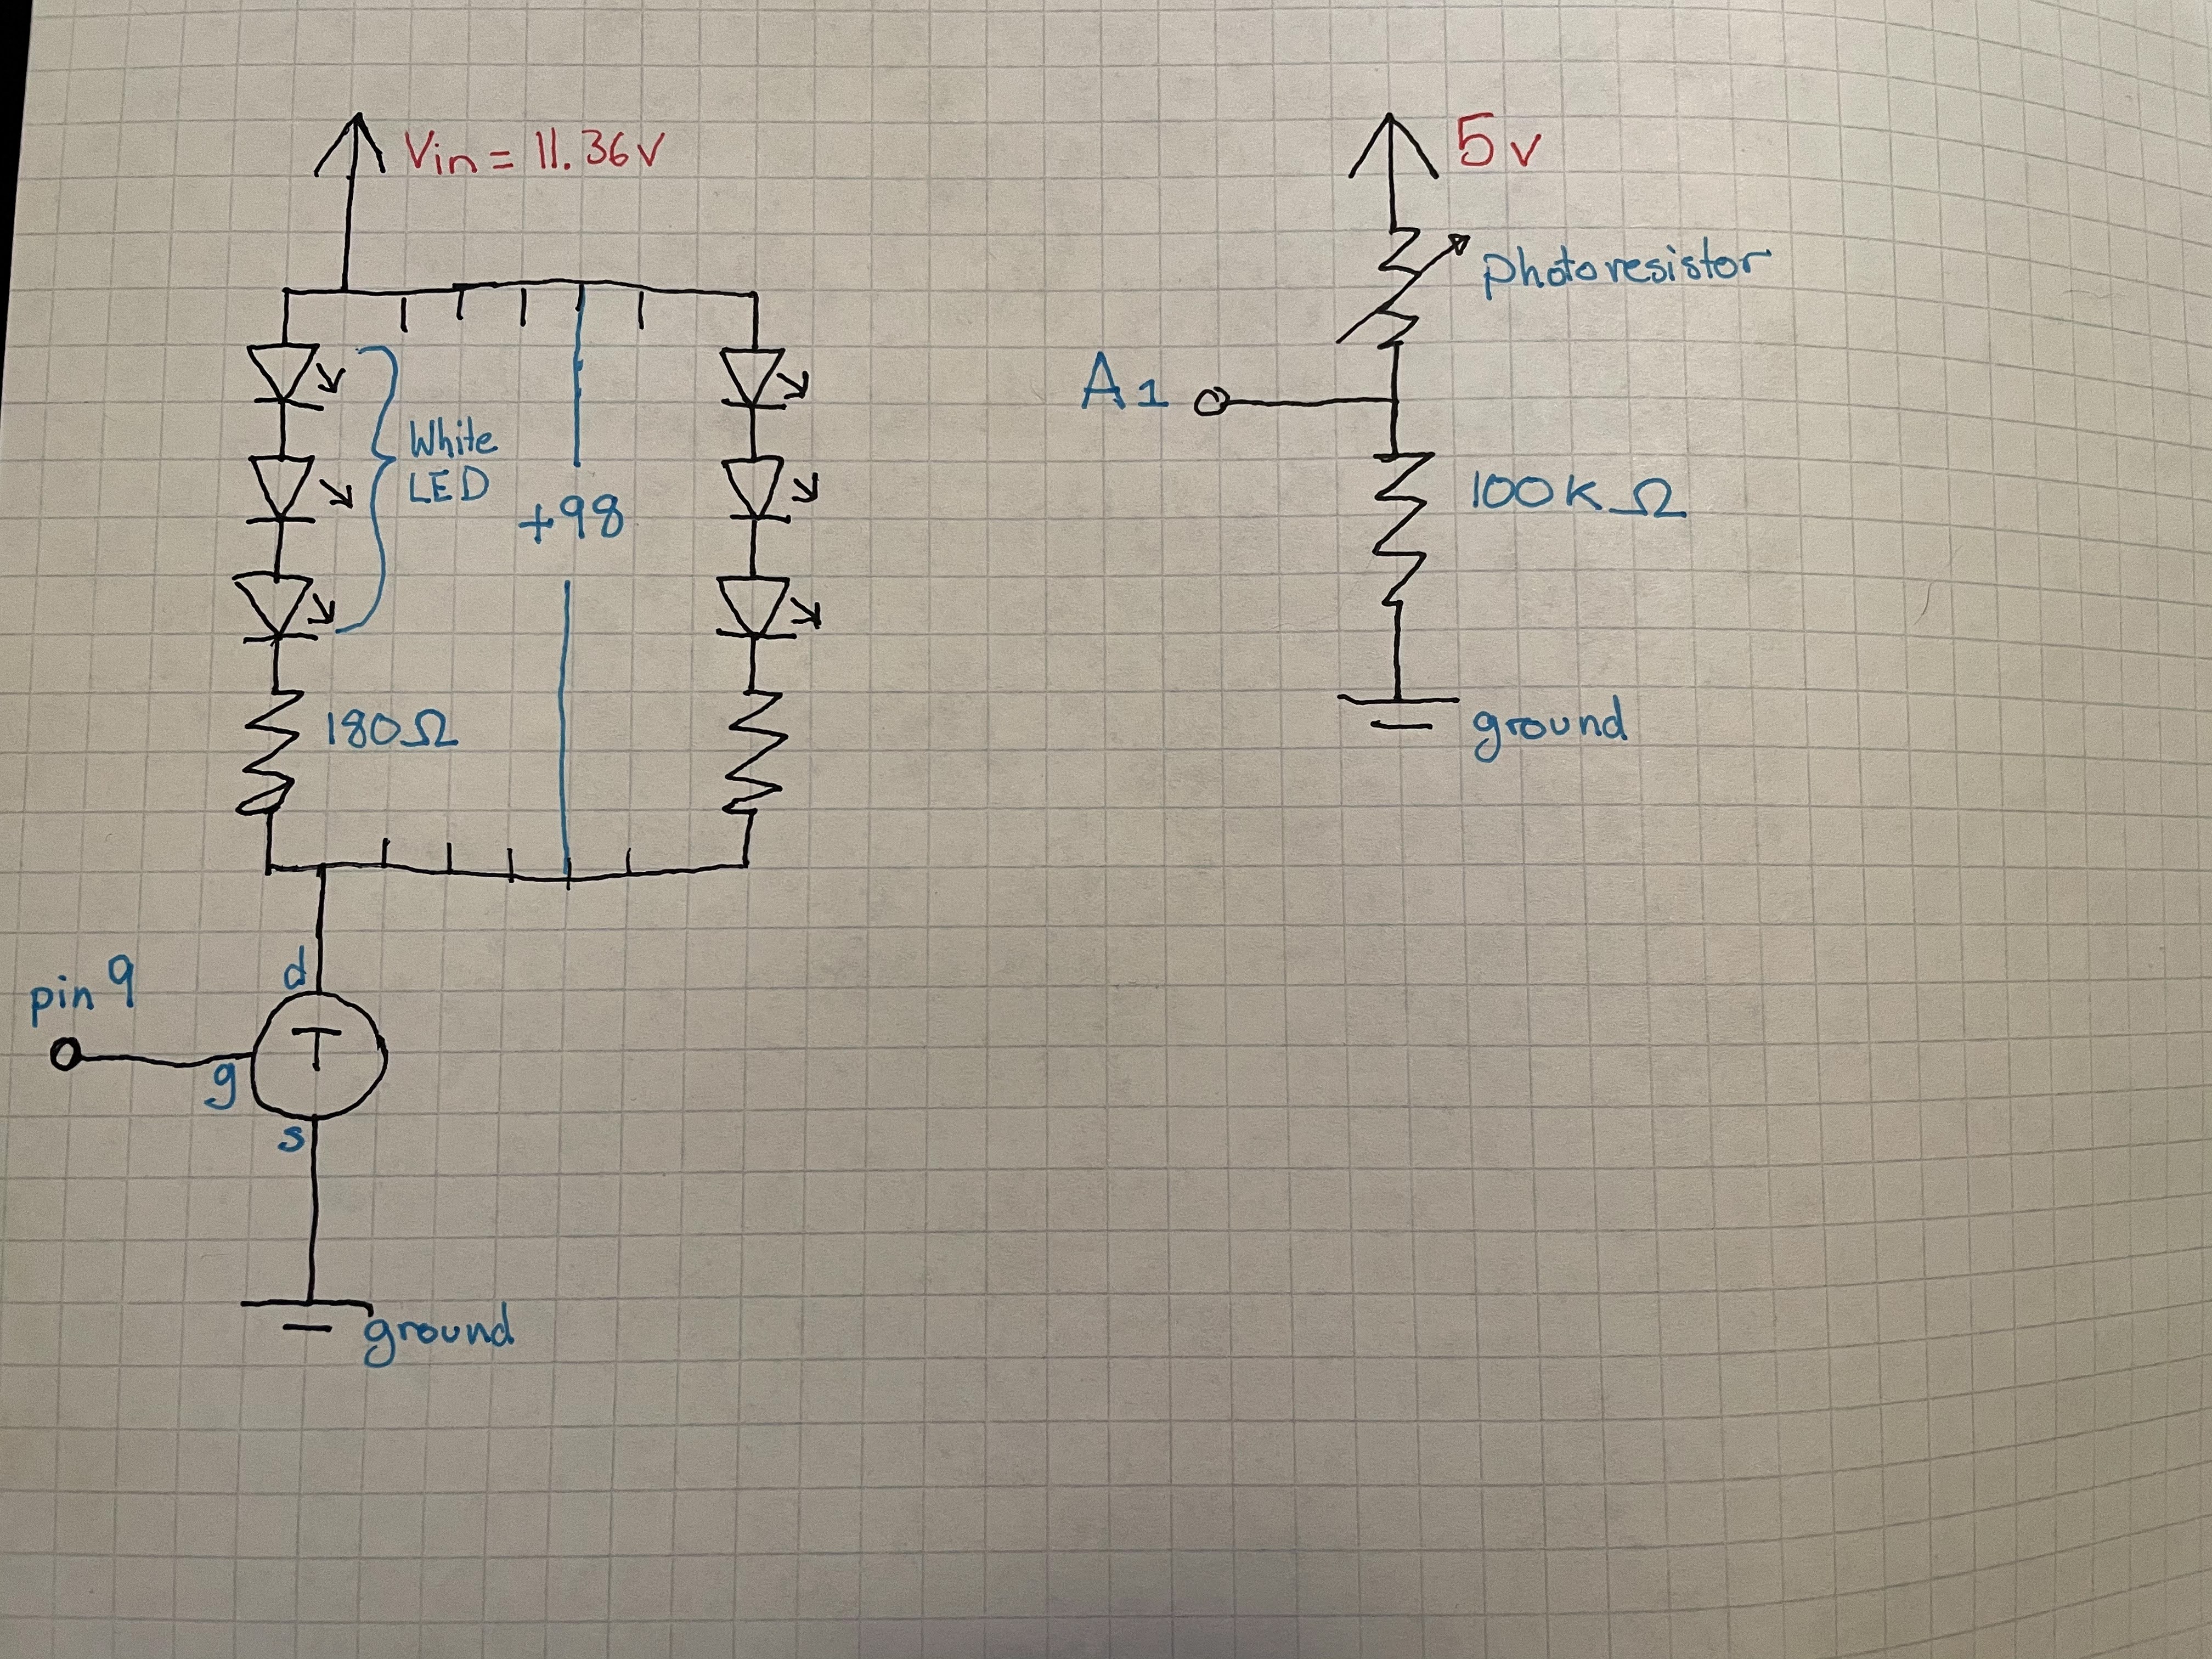 Vin = 11.36V
White
LED
+98
180Ω
pin 9
d
T
g
s
ground
5v
photoresistor
A1
100KΩ
ground